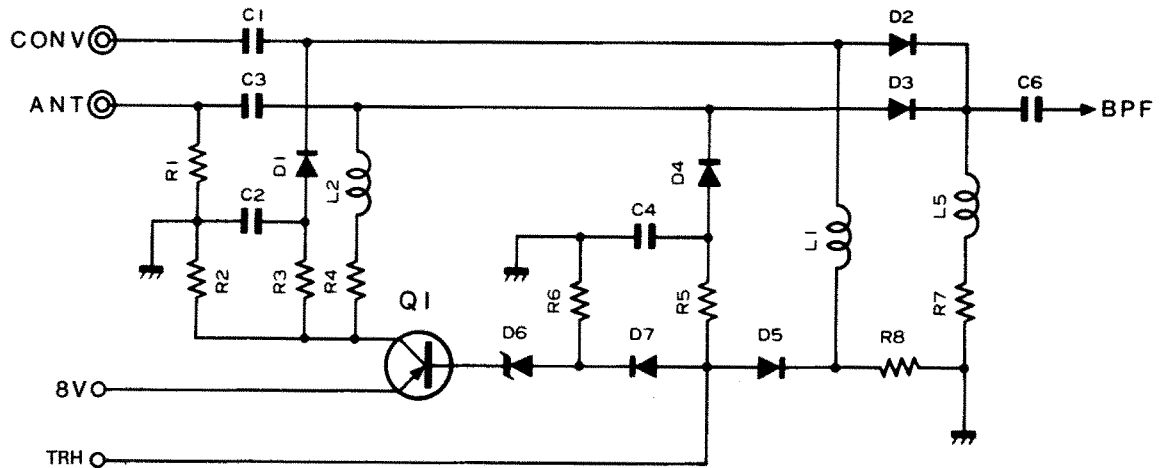 C1
D2
CONV
C3
D3
C6
ANT
BPF
R1
D1
L2
D4
C2
C4
L1
L5
R2
R3
R4
Q1
R6
R5
R7
D6
D7
D5
R8
8V
TRH